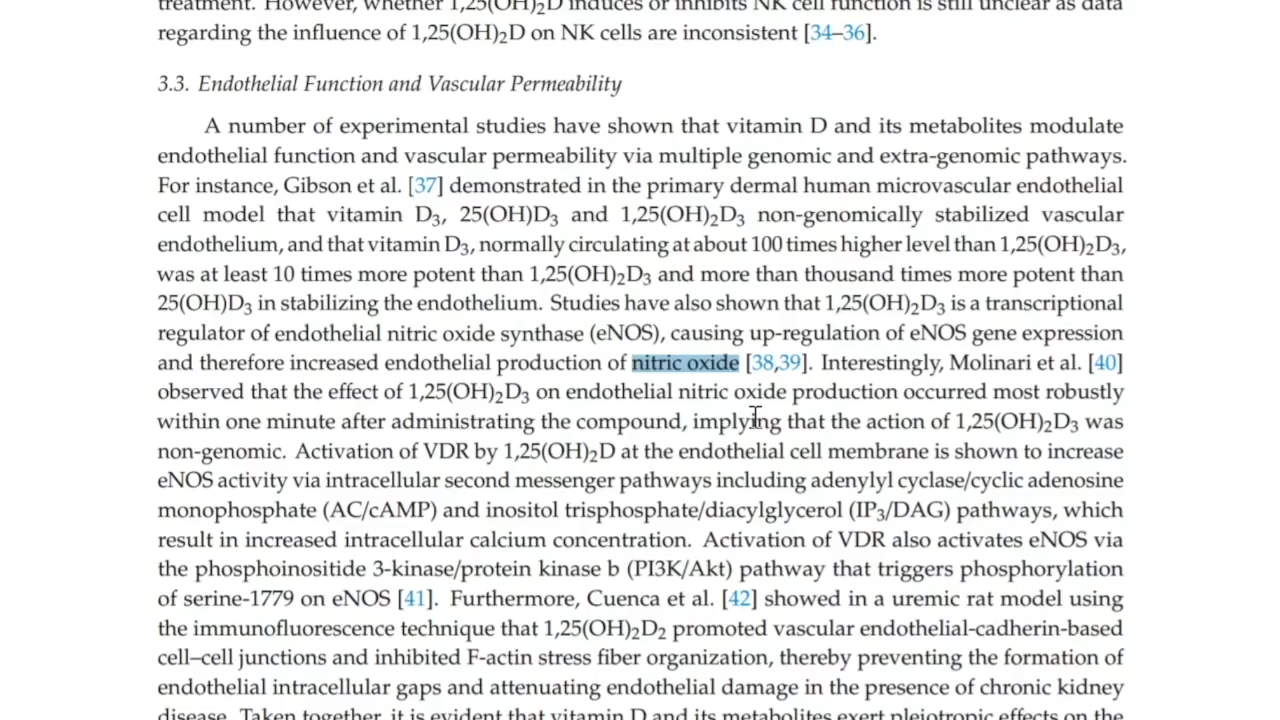 treatment. However, whether 1,25(OH)₂D induces or inhibits NK cell function is still unclear as data
regarding the influence of 1,25(OH)₂D on NK cells are inconsistent [34–36].
3.3. Endothelial Function and Vascular Permeability
A number of experimental studies have shown that vitamin D and its metabolites modulate
endothelial function and vascular permeability via multiple genomic and extra-genomic pathways.
For instance, Gibson et al. [37] demonstrated in the primary dermal human microvascular endothelial
cell model that vitamin D₃, 25(OH)D₃ and 1,25(OH)₂D₃ non-genomically stabilized vascular
endothelium, and that vitamin D₃, normally circulating at about 100 times higher level than 1,25(OH)₂D₃,
was at least 10 times more potent than 1,25(OH)₂D₃ and more than thousand times more potent than
25(OH)D₃ in stabilizing the endothelium. Studies have also shown that 1,25(OH)₂D₃ is a transcriptional
regulator of endothelial nitric oxide synthase (eNOS), causing up-regulation of eNOS gene expression
and therefore increased endothelial production of nitric oxide [38,39]. Interestingly, Molinari et al. [40]
observed that the effect of 1,25(OH)₂D₃ on endothelial nitric oxide production occurred most robustly
within one minute after administrating the compound, implying that the action of 1,25(OH)₂D₃ was
non-genomic. Activation of VDR by 1,25(OH)₂D at the endothelial cell membrane is shown to increase
eNOS activity via intracellular second messenger pathways including adenylyl cyclase/cyclic adenosine
monophosphate (AC/cAMP) and inositol trisphosphate/diacylglycerol (IP₃/DAG) pathways, which
result in increased intracellular calcium concentration. Activation of VDR also activates eNOS via
the phosphoinositide 3-kinase/protein kinase b (PI3K/Akt) pathway that triggers phosphorylation
of serine-1779 on eNOS [41]. Furthermore, Cuenca et al. [42] showed in a uremic rat model using
the immunofluorescence technique that 1,25(OH)₂D₂ promoted vascular endothelial-cadherin-based
cell–cell junctions and inhibited F-actin stress fiber organization, thereby preventing the formation of
endothelial intracellular gaps and attenuating endothelial damage in the presence of chronic kidney
disease. Taken together, it is evident that vitamin D and its metabolites exert pleiotropic effects on the